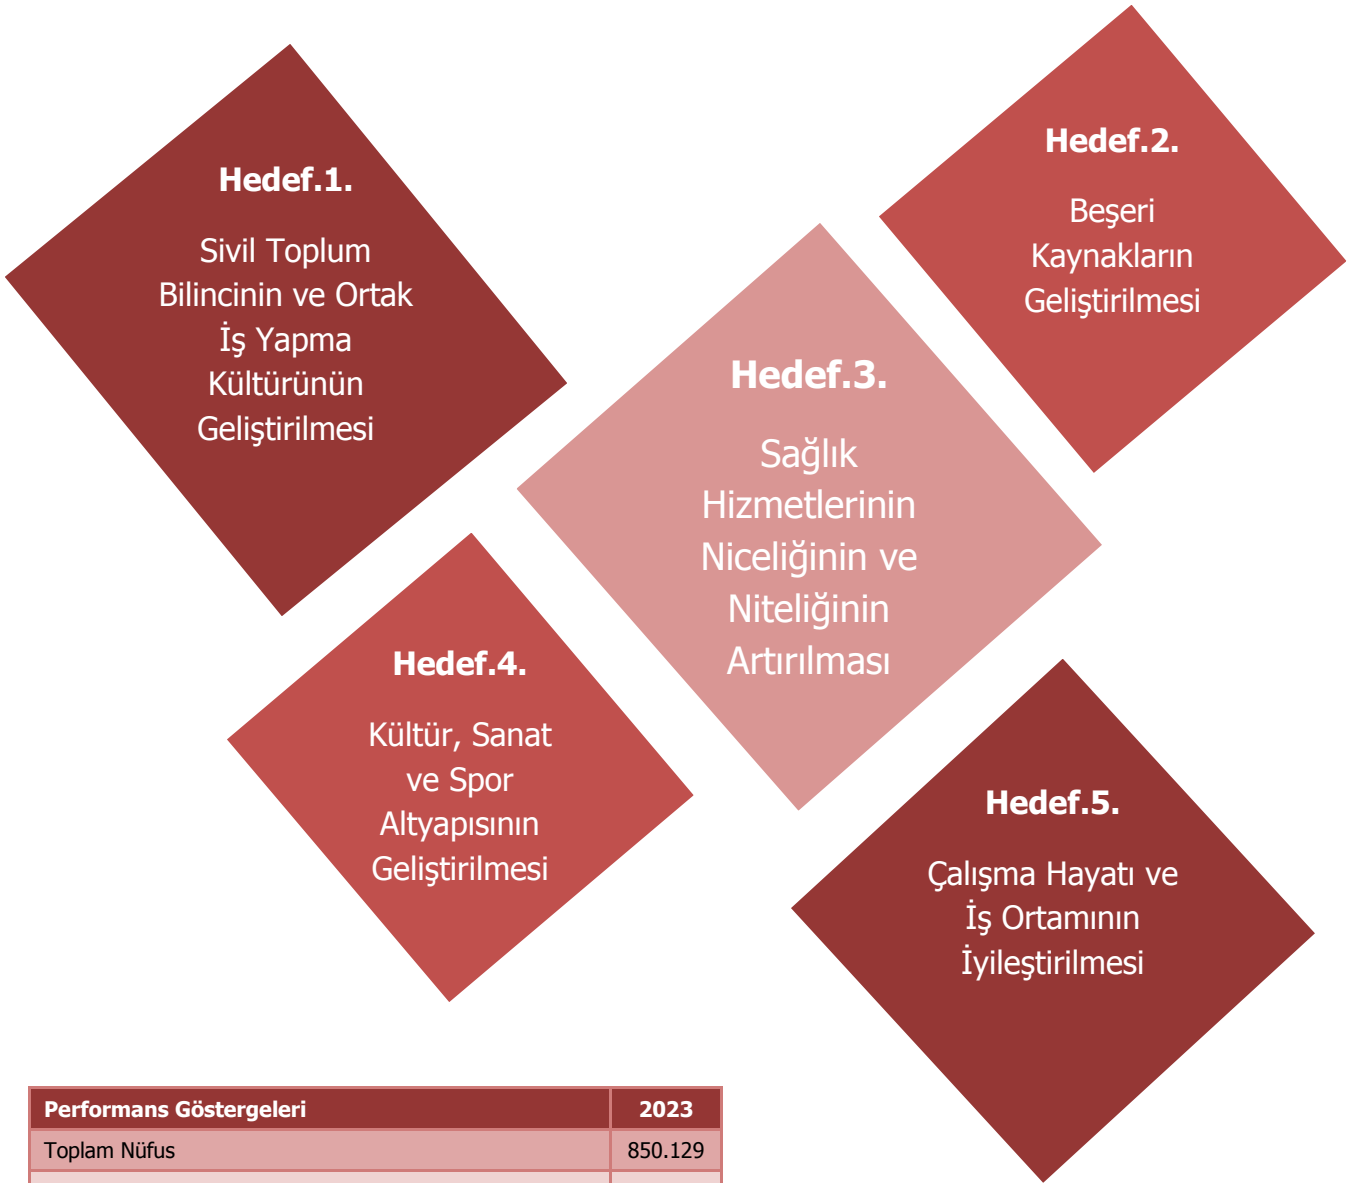 Hedef.1.
Sivil Toplum
Bilincinin ve Ortak
İş Yapma
Kültürünün
Geliştirilmesi
Hedef.2.
Beşeri
Kaynakların
Geliştirilmesi
Hedef.3.
Sağlık
Hizmetlerinin
Niceliğinin ve
Niteliğinin
Artırılması
Hedef.4.
Kültür, Sanat
ve Spor
Altyapısının
Geliştirilmesi
Hedef.5.
Çalışma Hayatı ve
İş Ortamının
İyileştirilmesi
Performans Göstergeleri 2023
Toplam Nüfus 850.129